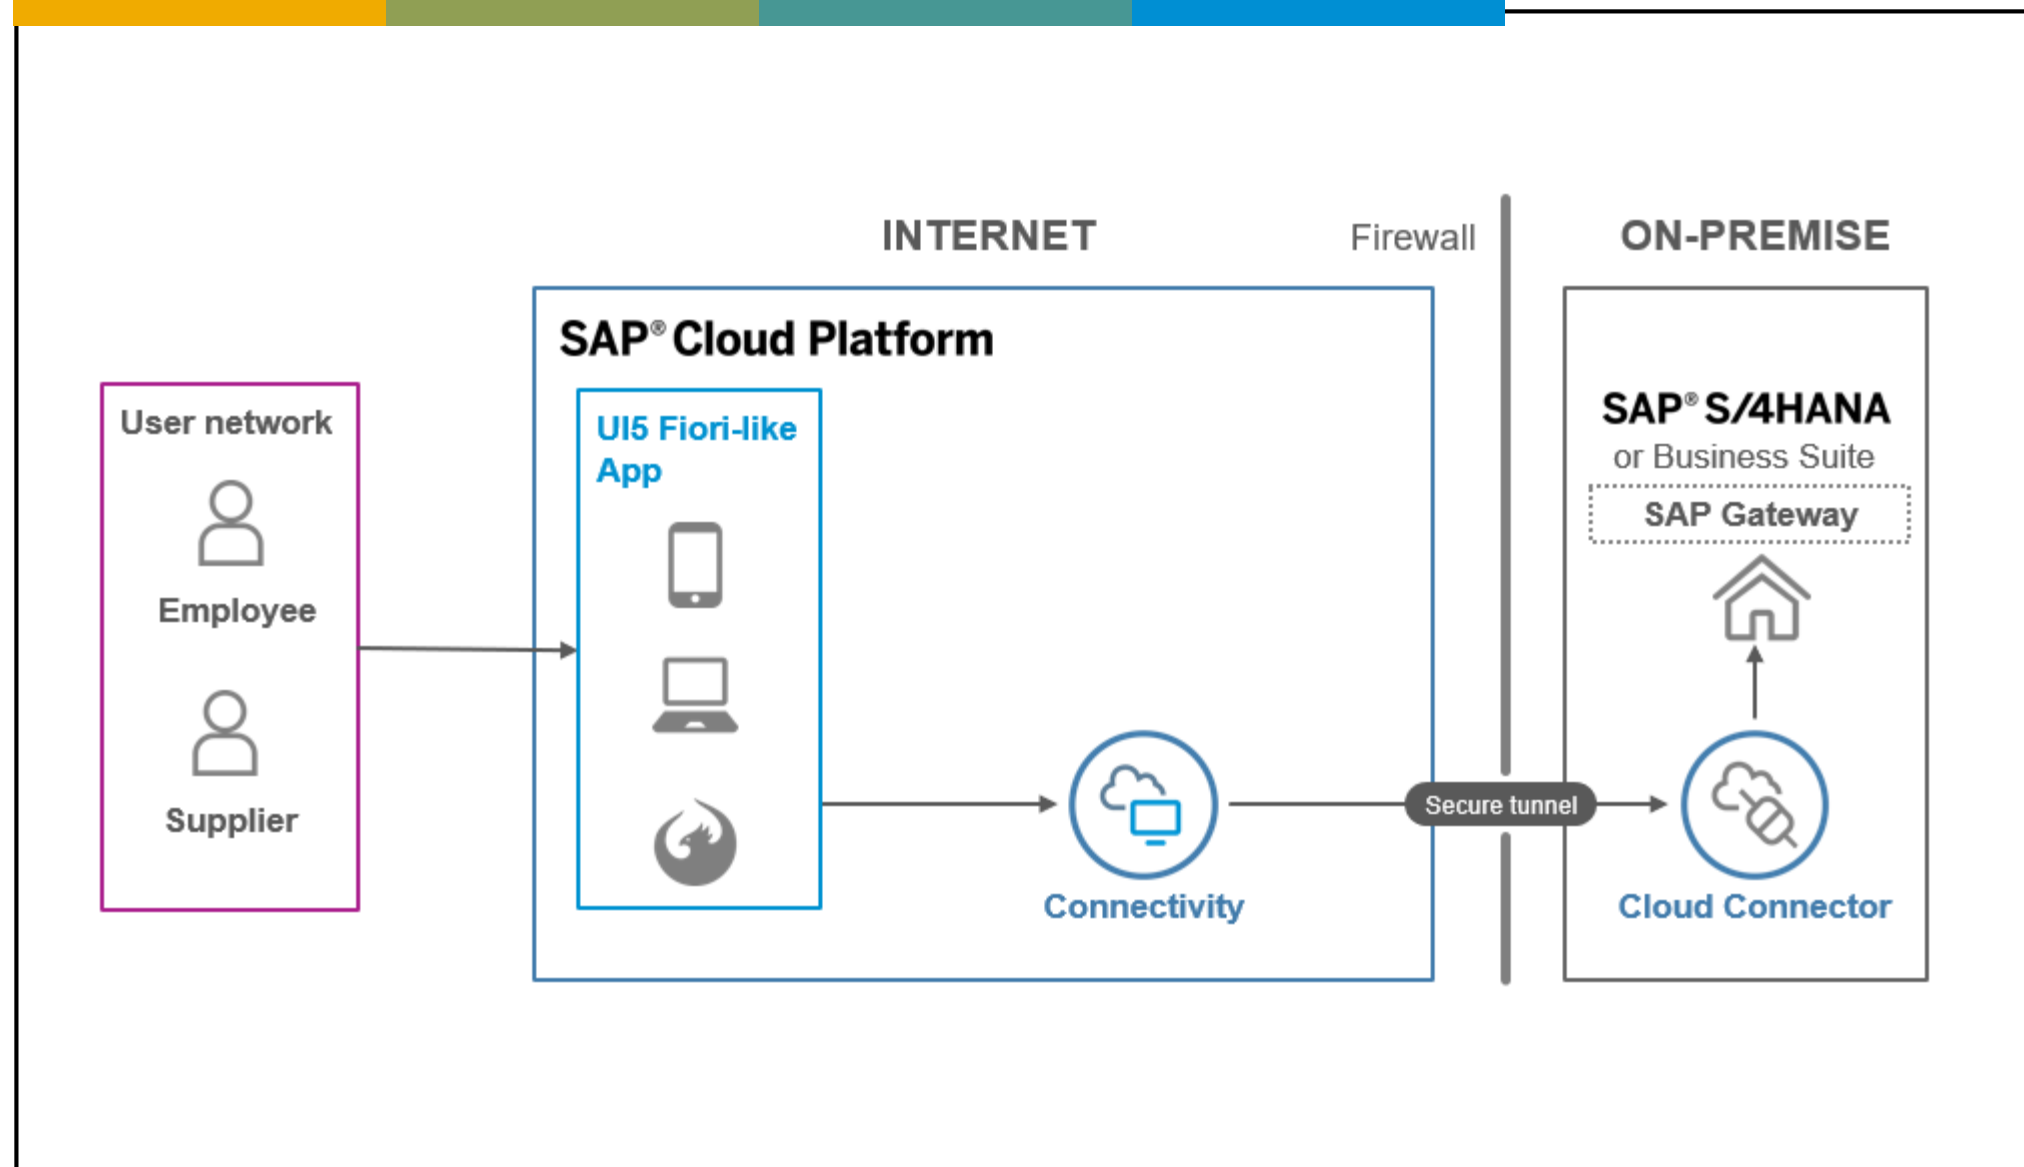 INTERNET
Firewall
ON-PREMISE
SAP® Cloud Platform
User network
Employee
Supplier
UI5 Fiori-like
App
Connectivity
Secure tunnel
SAP® S/4HANA
or Business Suite
SAP Gateway
Cloud Connector